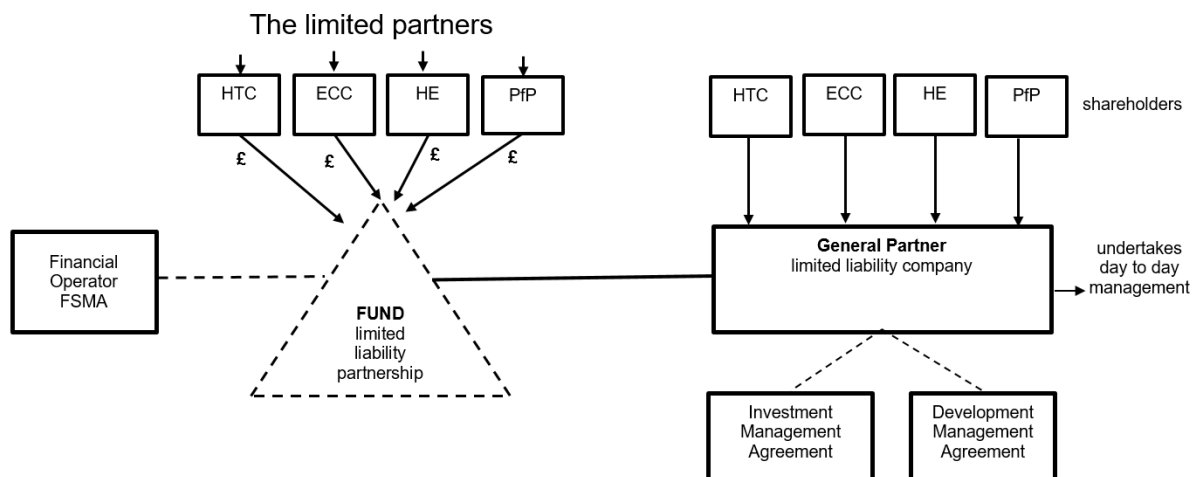 The limited partners
HTC
ECC
HE
PfP
£
£
£
£
HTC
ECC
HE
PfP
shareholders
Financial
Operator
FSMA
FUND
limited
liability
partnership
General Partner
limited liability company
undertakes
day to day
management
Investment
Management
Agreement
Development
Management
Agreement